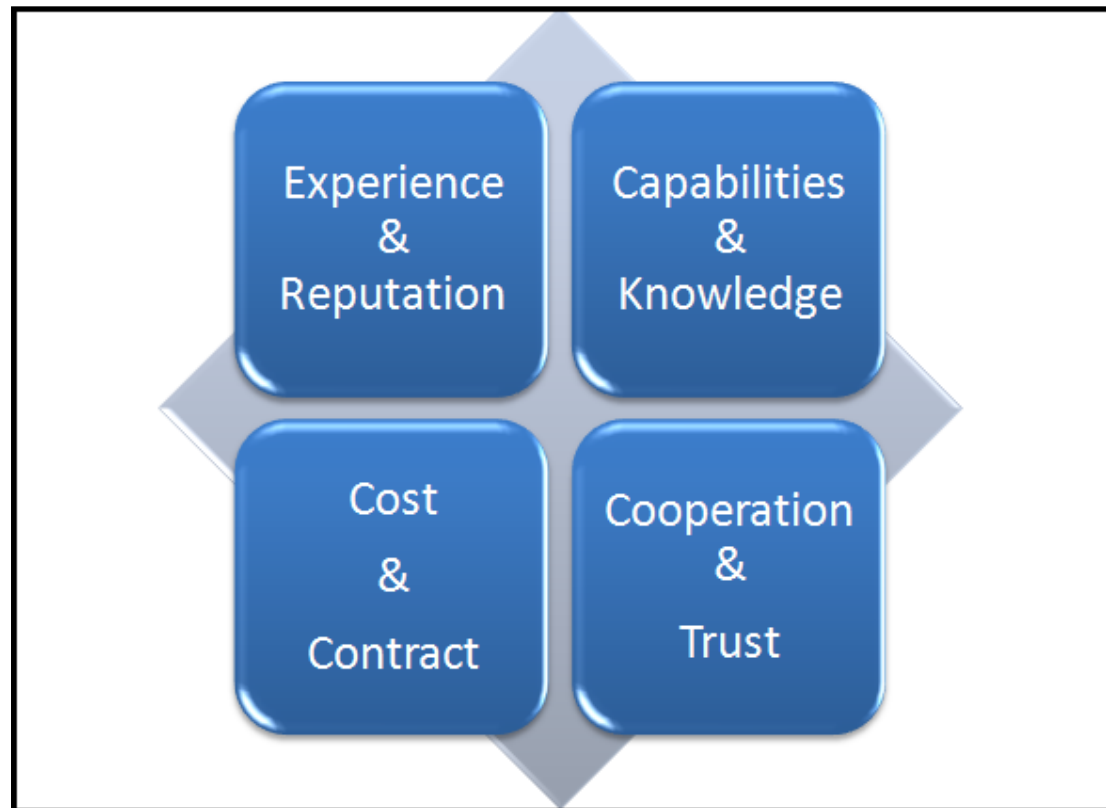 Experience
&
Reputation
Capabilities
&
Knowledge
Cost
&
Contract
Cooperation
&
Trust